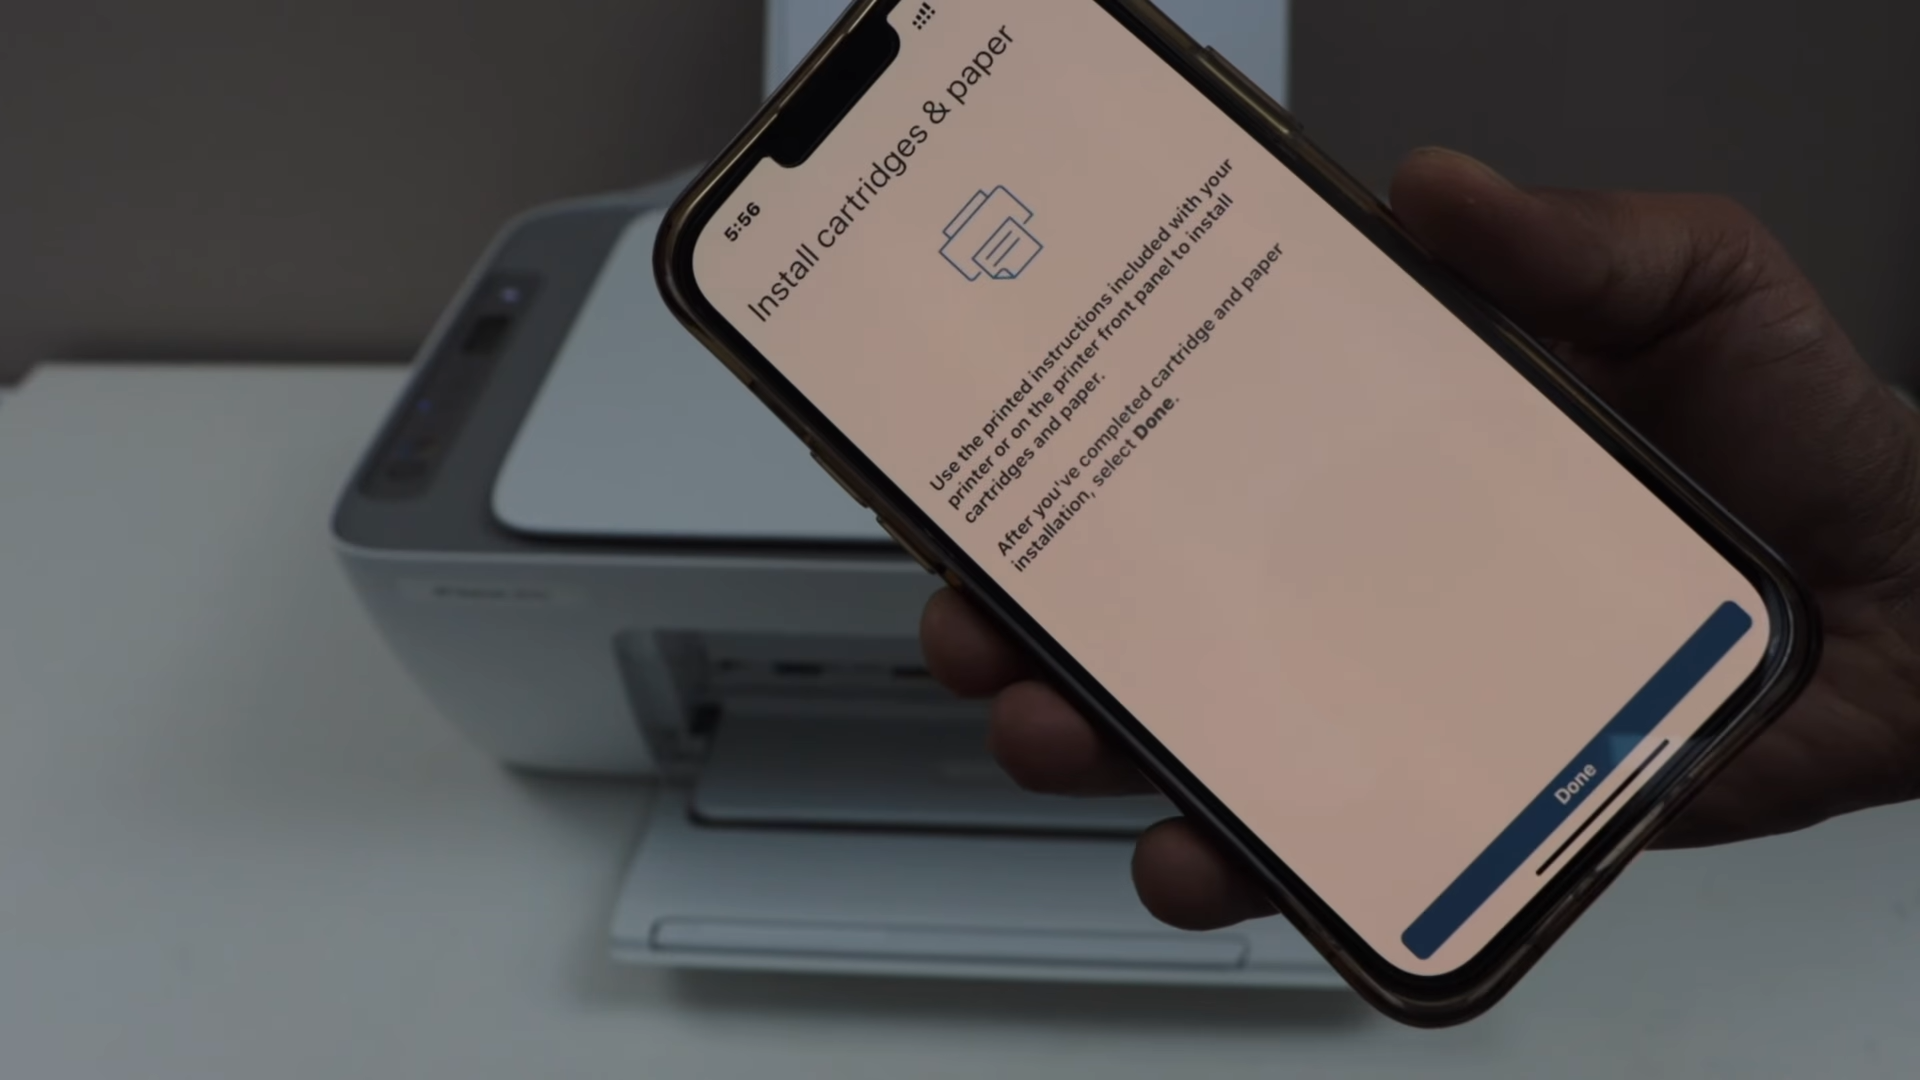 5:56
Install cartridges & paper
Use the printed instructions included with your
printer or on the printer front panel to install
cartridges and paper.
After you've completed cartridge and paper
installation, select Done.
Done